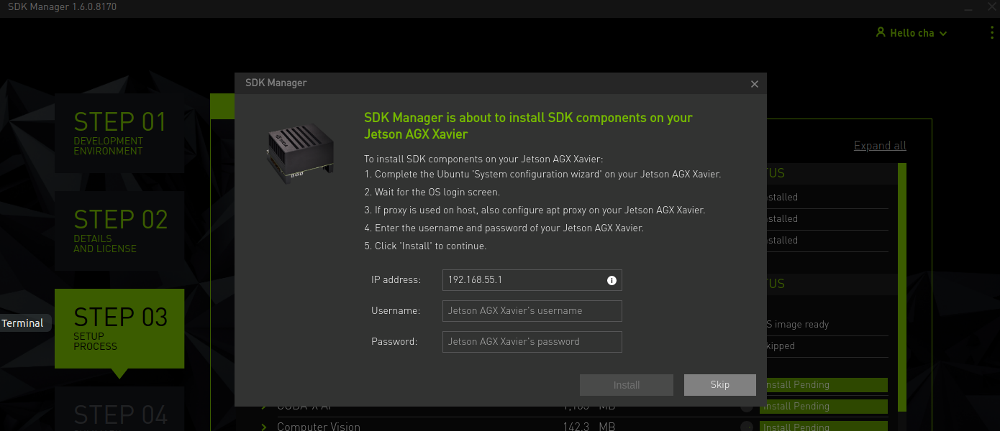 SDK Manager 1.6.0.8170
Hello cha
SDK Manager
SDK Manager is about to install SDK components on your
Jetson AGX Xavier
To install SDK components on your Jetson AGX Xavier:
1. Complete the Ubuntu 'System configuration wizard' on your Jetson AGX Xavier.
2. Wait for the OS login screen.
3. If proxy is used on host, also configure apt proxy on your Jetson AGX Xavier.
4. Enter the username and password of your Jetson AGX Xavier.
5. Click 'Install' to continue.
IP address: 192.168.55.1
Username: Jetson AGX Xavier's username
Password: Jetson AGX Xavier's password
Install Skip
STEP 01
DEVELOPMENT
ENVIRONMENT
STEP 02
DETAILS
AND LICENSE
STEP 03
SETUP
PROCESS
STEP 04
Terminal
Expand all
TUS
nstalled
nstalled
nstalled
TUS
S image ready
kipped
nstall Pending
MB Install Pending
Computer Vision 142.3 MB Install Pending